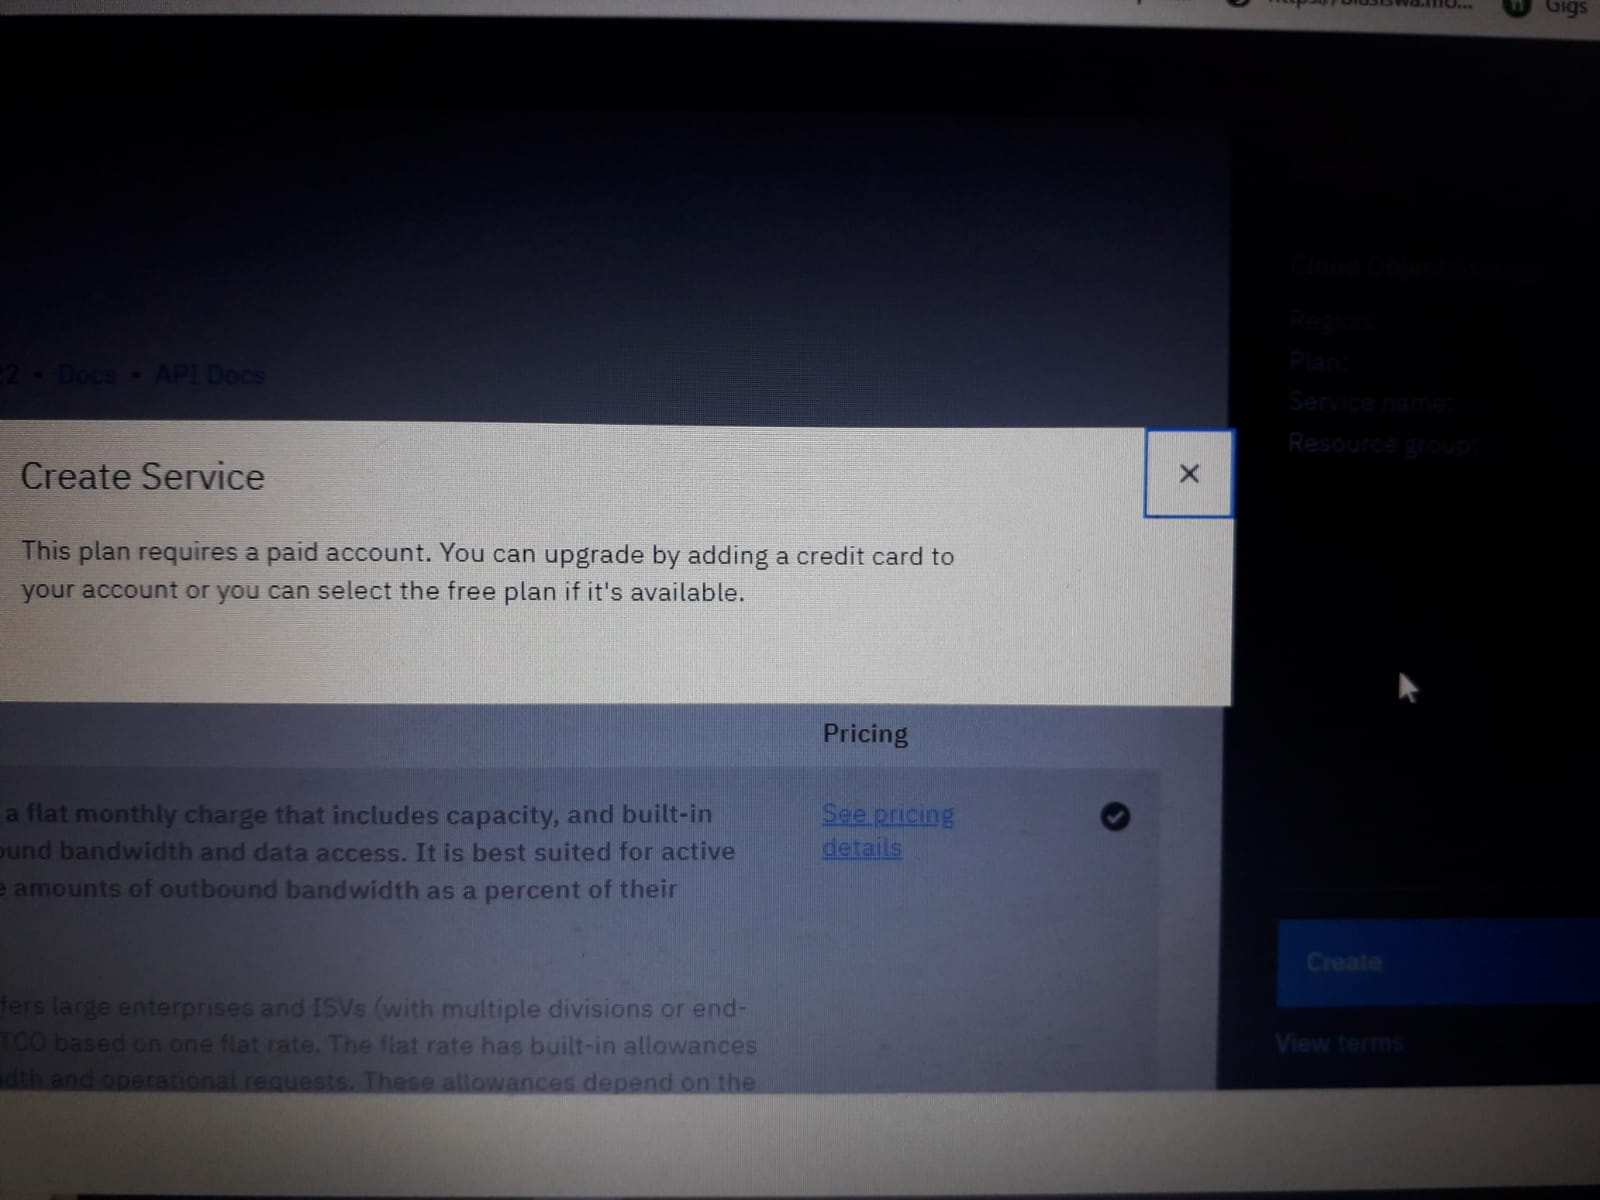 Gigs
Cloud Object
Region:
Plan:
22 • Docs • API Docs
Service name:
Resource group:
Create Service
This plan requires a paid account. You can upgrade by adding a credit card to
your account or you can select the free plan if it's available.
Pricing
a flat monthly charge that includes capacity, and built-in
See pricing
details
bandwidth and data access. It is best suited for active
amounts of outbound bandwidth as a percent of their
Create
large enterprises and ISVs (with multiple divisions or end-
TCO based on one flat rate. The flat rate has built-in allowances
View terms
and operational requests. These allowances depend on the